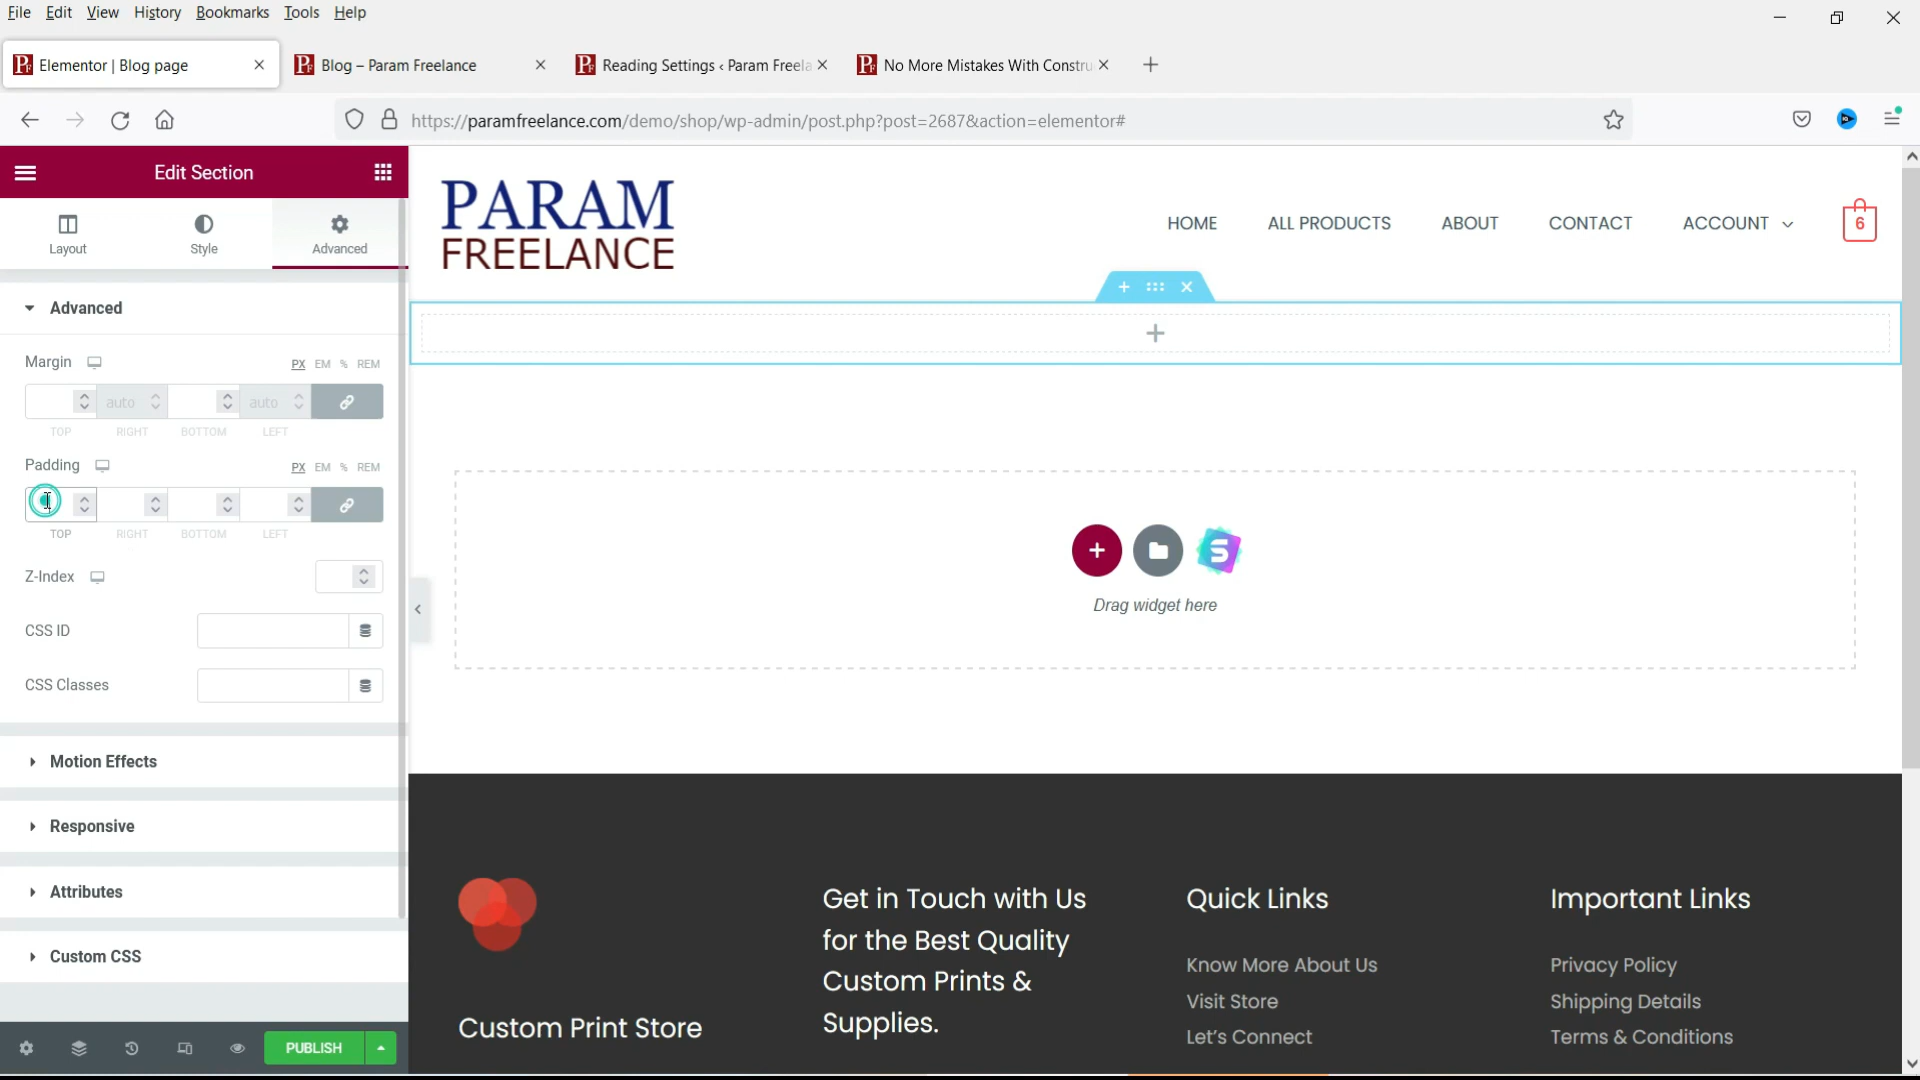 File Edit View History Bookmarks Tools Help
Elementor | Blog page
Blog – Param Freelance
Reading Settings ‹ Param Freela
No More Mistakes With Constru
https://paramfreelance.com/demo/shop/wp-admin/post.php?post=2687&action=elementor#
Edit Section
Layout
Style
Advanced
PARAM
FREELANCE
HOME
ALL PRODUCTS
ABOUT
CONTACT
ACCOUNT
6
Advanced
Margin
PX EM % REM
auto
auto
TOP RIGHT BOTTOM LEFT
Padding
PX EM % REM
TOP RIGHT BOTTOM LEFT
Z-Index
CSS ID
CSS Classes
Motion Effects
Responsive
Attributes
Custom CSS
PUBLISH
S
Drag widget here
Custom Print Store
Get in Touch with Us
for the Best Quality
Custom Prints &
Supplies.
Quick Links
Know More About Us
Visit Store
Let's Connect
Important Links
Privacy Policy
Shipping Details
Terms & Conditions